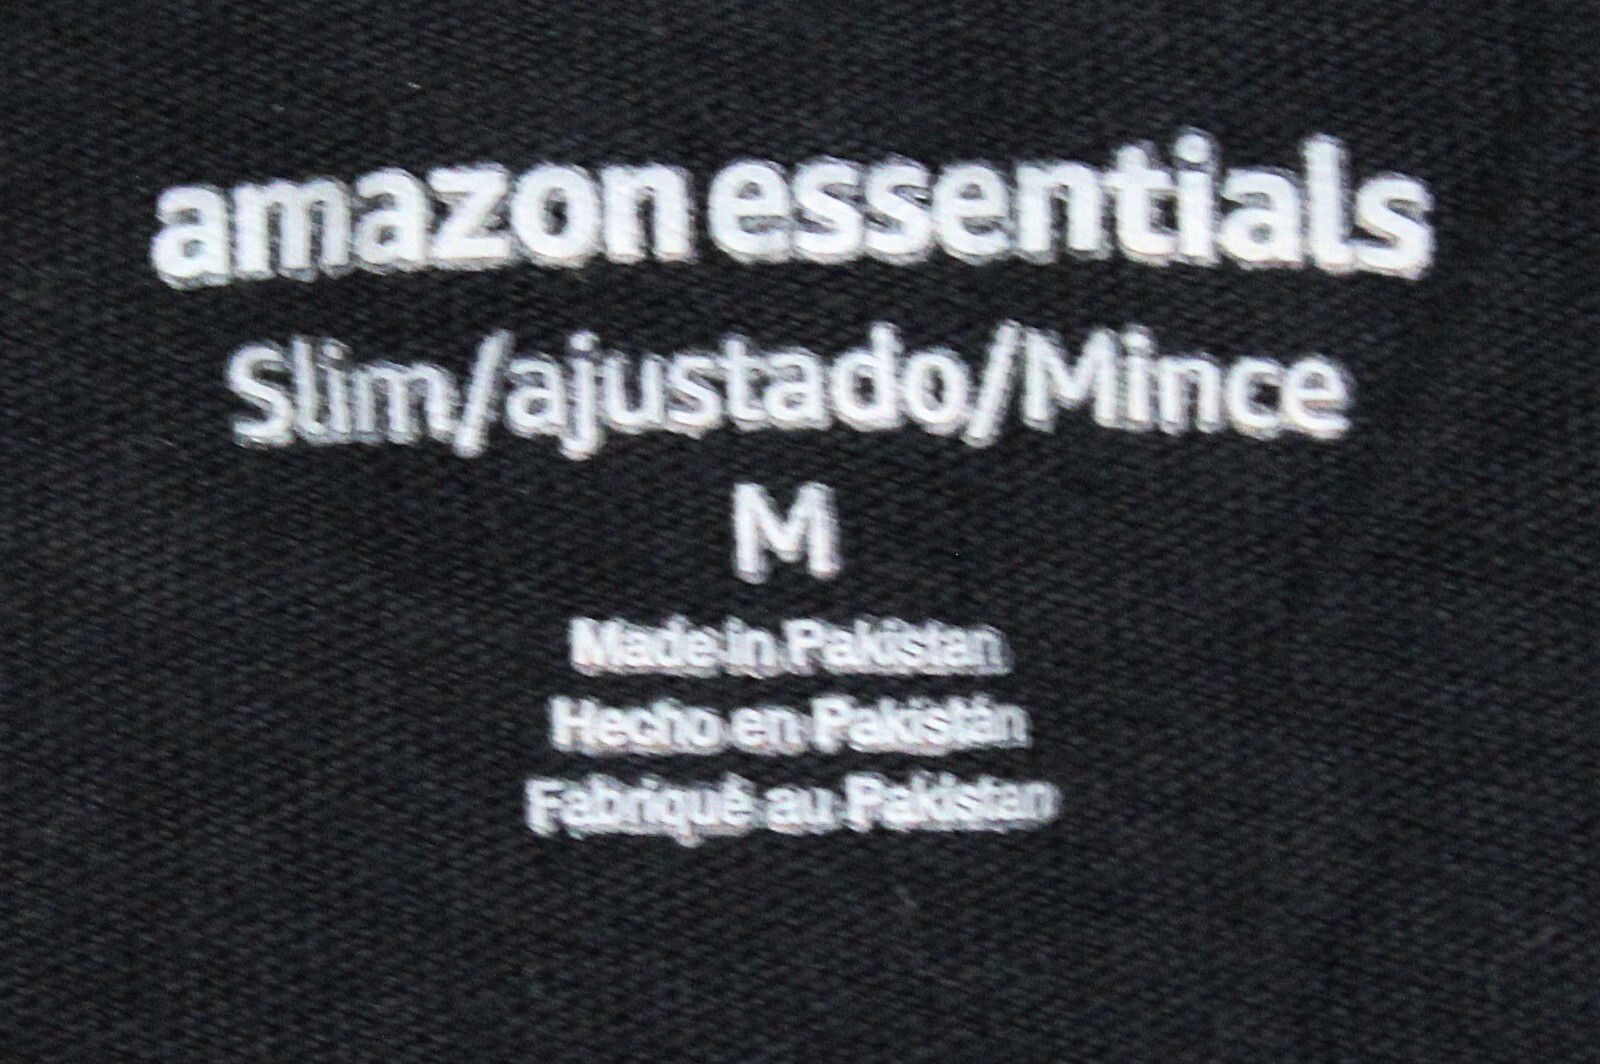 amazon essentials
Slim/ajustado/Mince
M
Made in Pakistan
Hecho en Pakistán
Fabriqué au Pakistan